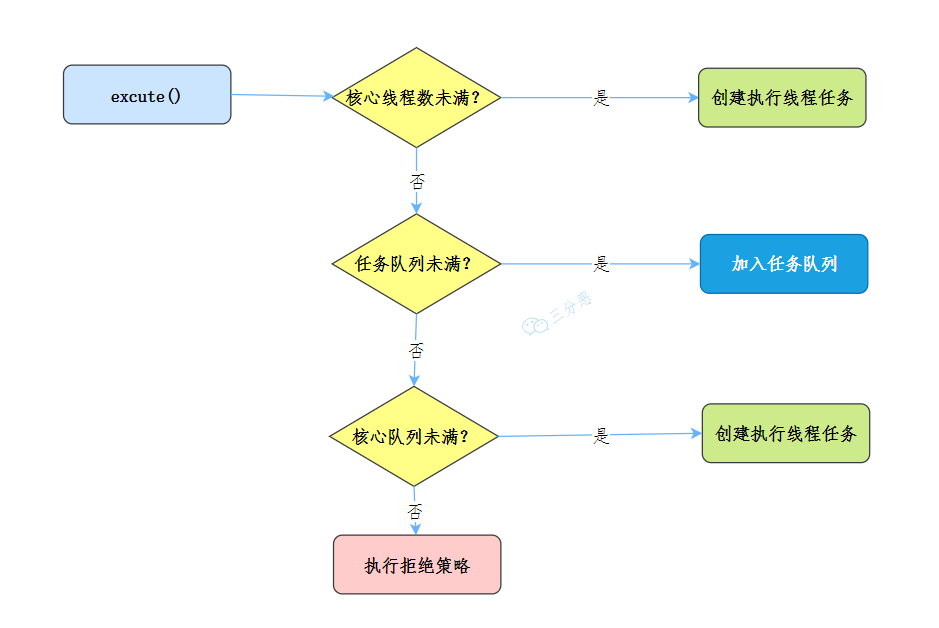 excute()
核心线程数未满?
是
创建执行线程任务
否
任务队列未满?
是
加入任务队列
三分恶
否
核心队列未满?
是
创建执行线程任务
否
执行拒绝策略